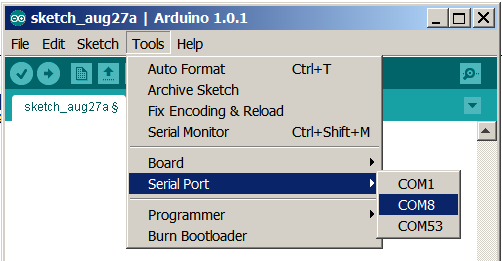 sketch_aug27a | Arduino 1.0.1
File Edit Sketch Tools Help
sketch_aug27a §
Auto Format Ctrl+T
Archive Sketch
Fix Encoding & Reload
Serial Monitor Ctrl+Shift+M
Board
Serial Port
COM1
COM8
COM53
Programmer
Burn Bootloader